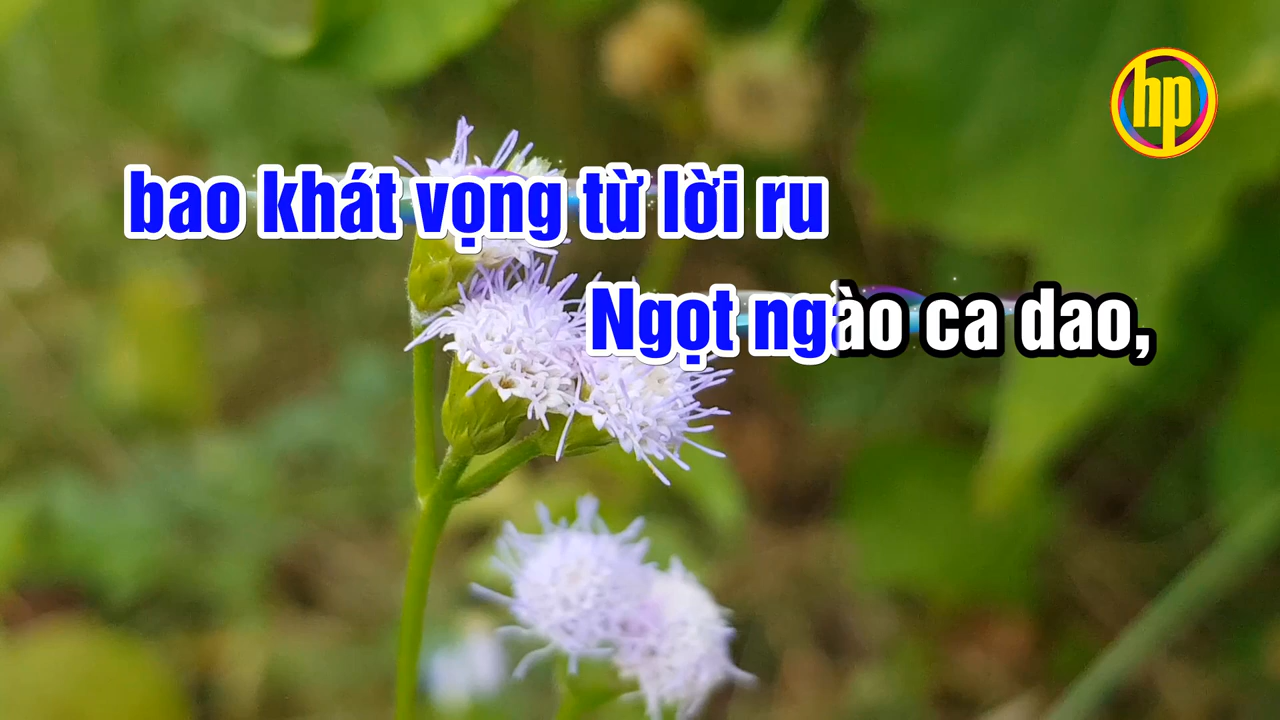 hp
bao khát vọng từ lời ru
Ngọt ngào ca dao,